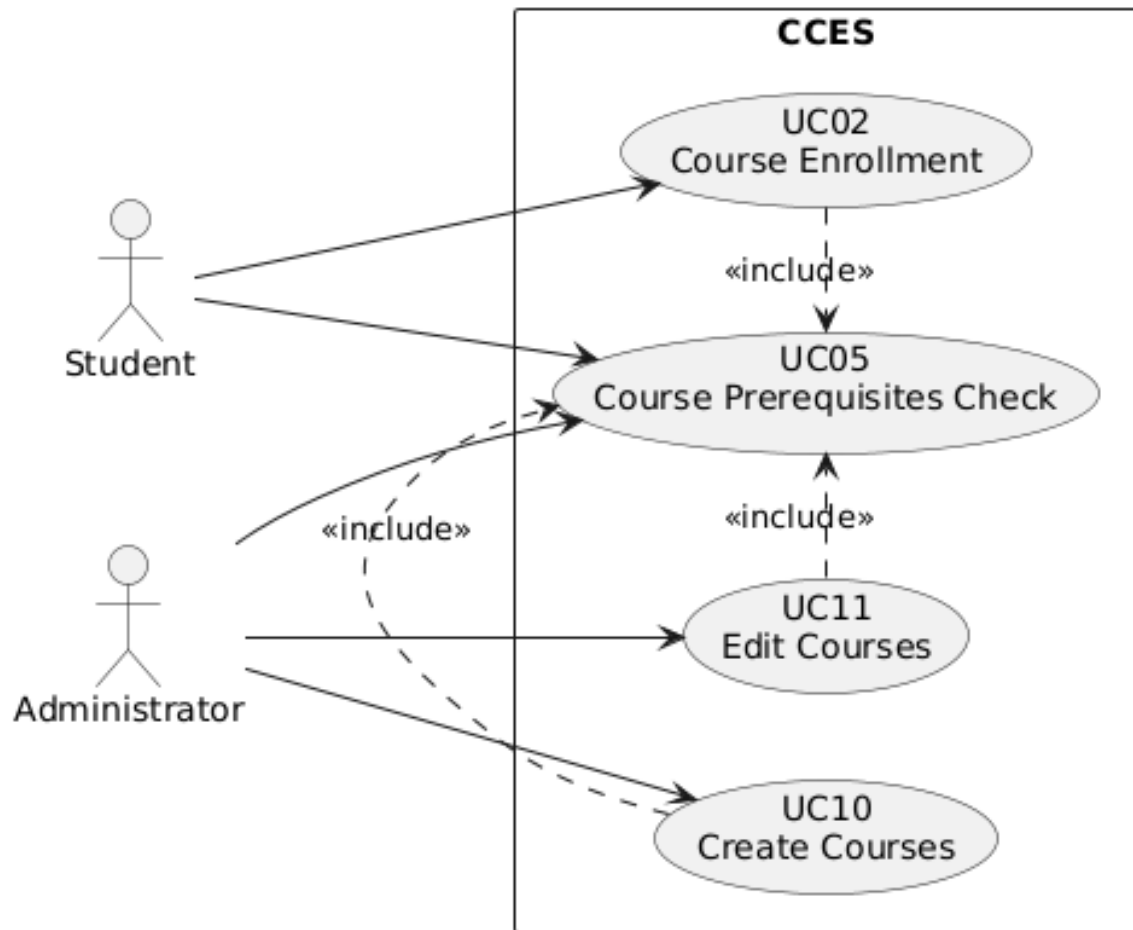 CCES
UC02
Course Enrollment
«include»
Student
UC05
Course Prerequisites Check
«include»
«include»
Administrator
UC11
Edit Courses
UC10
Create Courses